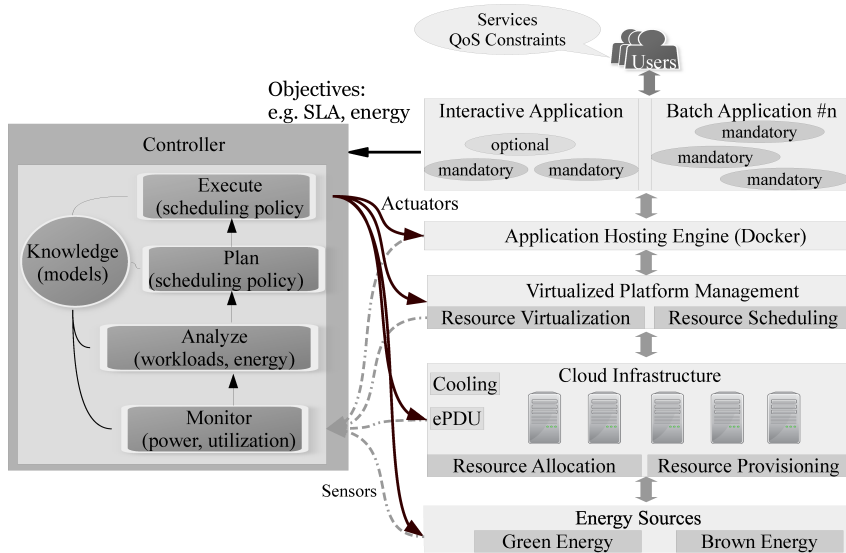 Services
QoS Constraints
Users
Objectives:
e.g. SLA, energy
Interactive Application
optional
mandatory
mandatory
Batch Application #n
mandatory
mandatory
mandatory
Controller
Execute
(scheduling policy
Knowledge
(models)
Plan
(scheduling policy)
Analyze
(workloads, energy)
Monitor
(power, utilization)
Actuators
Sensors
Application Hosting Engine (Docker)
Virtualized Platform Management
Resource Virtualization
Resource Scheduling
Cloud Infrastructure
Cooling
ePDU
Resource Allocation
Resource Provisioning
Energy Sources
Green Energy
Brown Energy